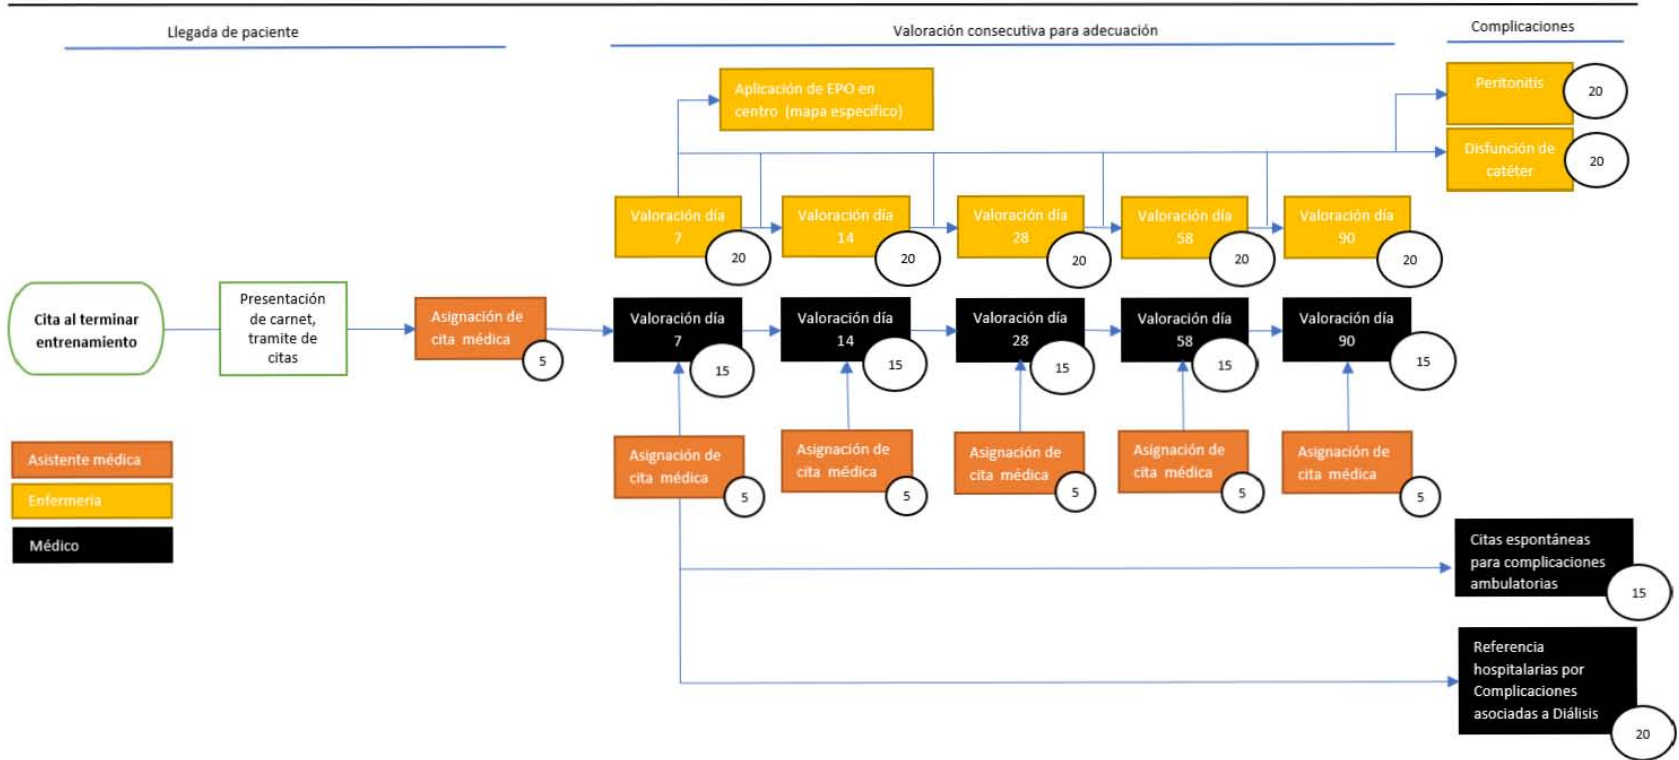 Llegada de paciente
Valoración consecutiva para adecuación
Complicaciones
Aplicación de EPO en
centro (mapa especifico)
Peritonitis
20
Disfunción de
catéter
20
Valoración día
7
20
Valoración día
14
20
Valoración día
28
20
Valoración día
58
20
Valoración día
90
20
Cita al terminar
entrenamiento
Presentación
de carnet,
tramite de
citas
Asignación de
cita médica
5
Valoración día
7
15
Valoración día
14
15
Valoración día
28
15
Valoración día
58
15
Valoración día
90
15
Asignación de
cita médica
5
Asignación de
cita médica
5
Asignación de
cita médica
5
Asignación de
cita médica
5
Asignación de
cita médica
5
Asistente médica
Enfermeria
Médico
Citas espontáneas
para complicaciones
ambulatorias
15
Referencia
hospitalarias por
Complicaciones
asociadas a Diálisis
20